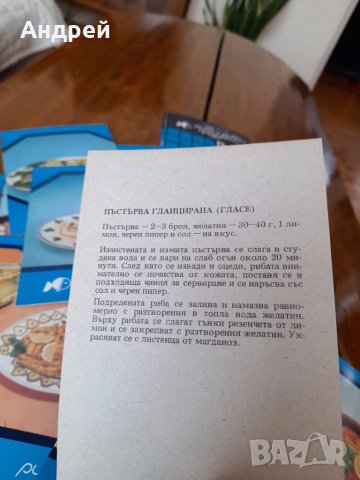 Андрей
ПЪСТЪРВА ГЛАНЦИРАНА (ГЛАСЕ)
Пъстърва — 2—3 броя, желатин — 30—40 г, 1 ли-
мон, черен пипер и сол — на вкус.
Изчистената и измита пъстърва се слага в сту-
дена вода и се вари на слаб огън около 20 ми-
нути. След като се извади и оцеди, рибата вни-
мателно се почиства от кожата, поставя се в
подходяща чиния за сервиране и се наръсва със
сол и черен пипер.
Подредената риба се залива и намазва равно-
мерно с разтворения в топла вода желатин.
Върху рибата се слагат тънки резенчета от ли-
мон и се закрепват с разтворения желатин. Ук-
расяват се с листенца от магданоз.
BAZAR